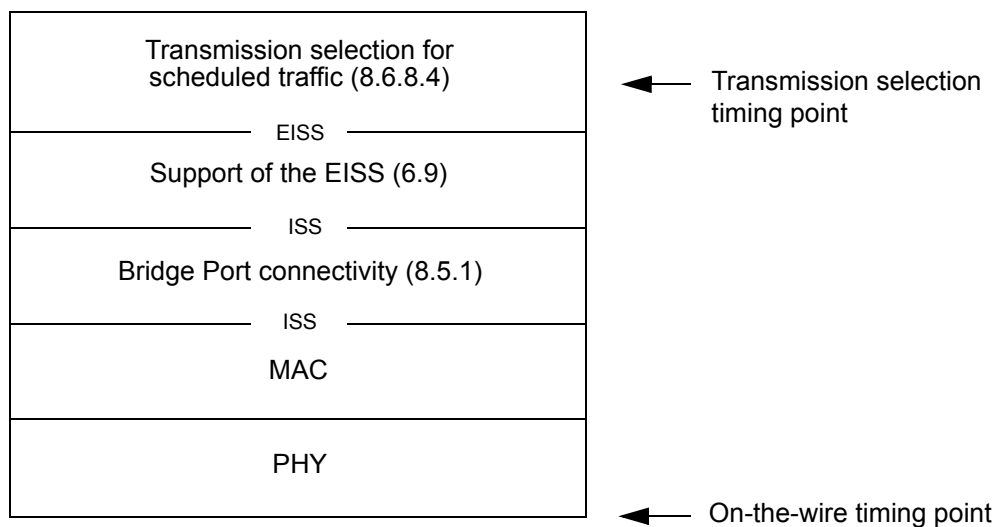 Transmission selection for
scheduled traffic (8.6.8.4)
Transmission selection
timing point
EISS
Support of the EISS (6.9)
ISS
Bridge Port connectivity (8.5.1)
ISS
MAC
PHY
On-the-wire timing point